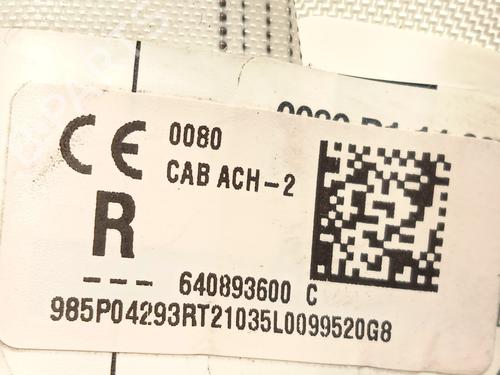 CE 0080
CAB ACH-2
R
--- 640893600 C
985P04293RT21035L0099520G8